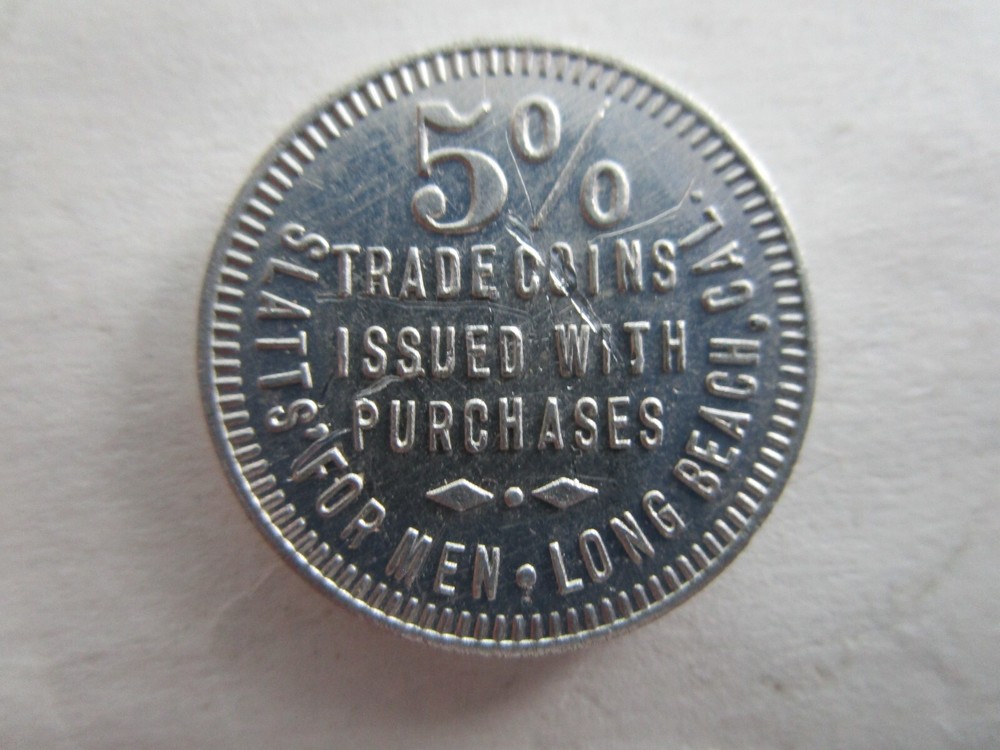 5%
TRADE COINS
ISSUED WITH
PURCHASES
SLATTS' FOR MEN, LONG BEACH, CAL.